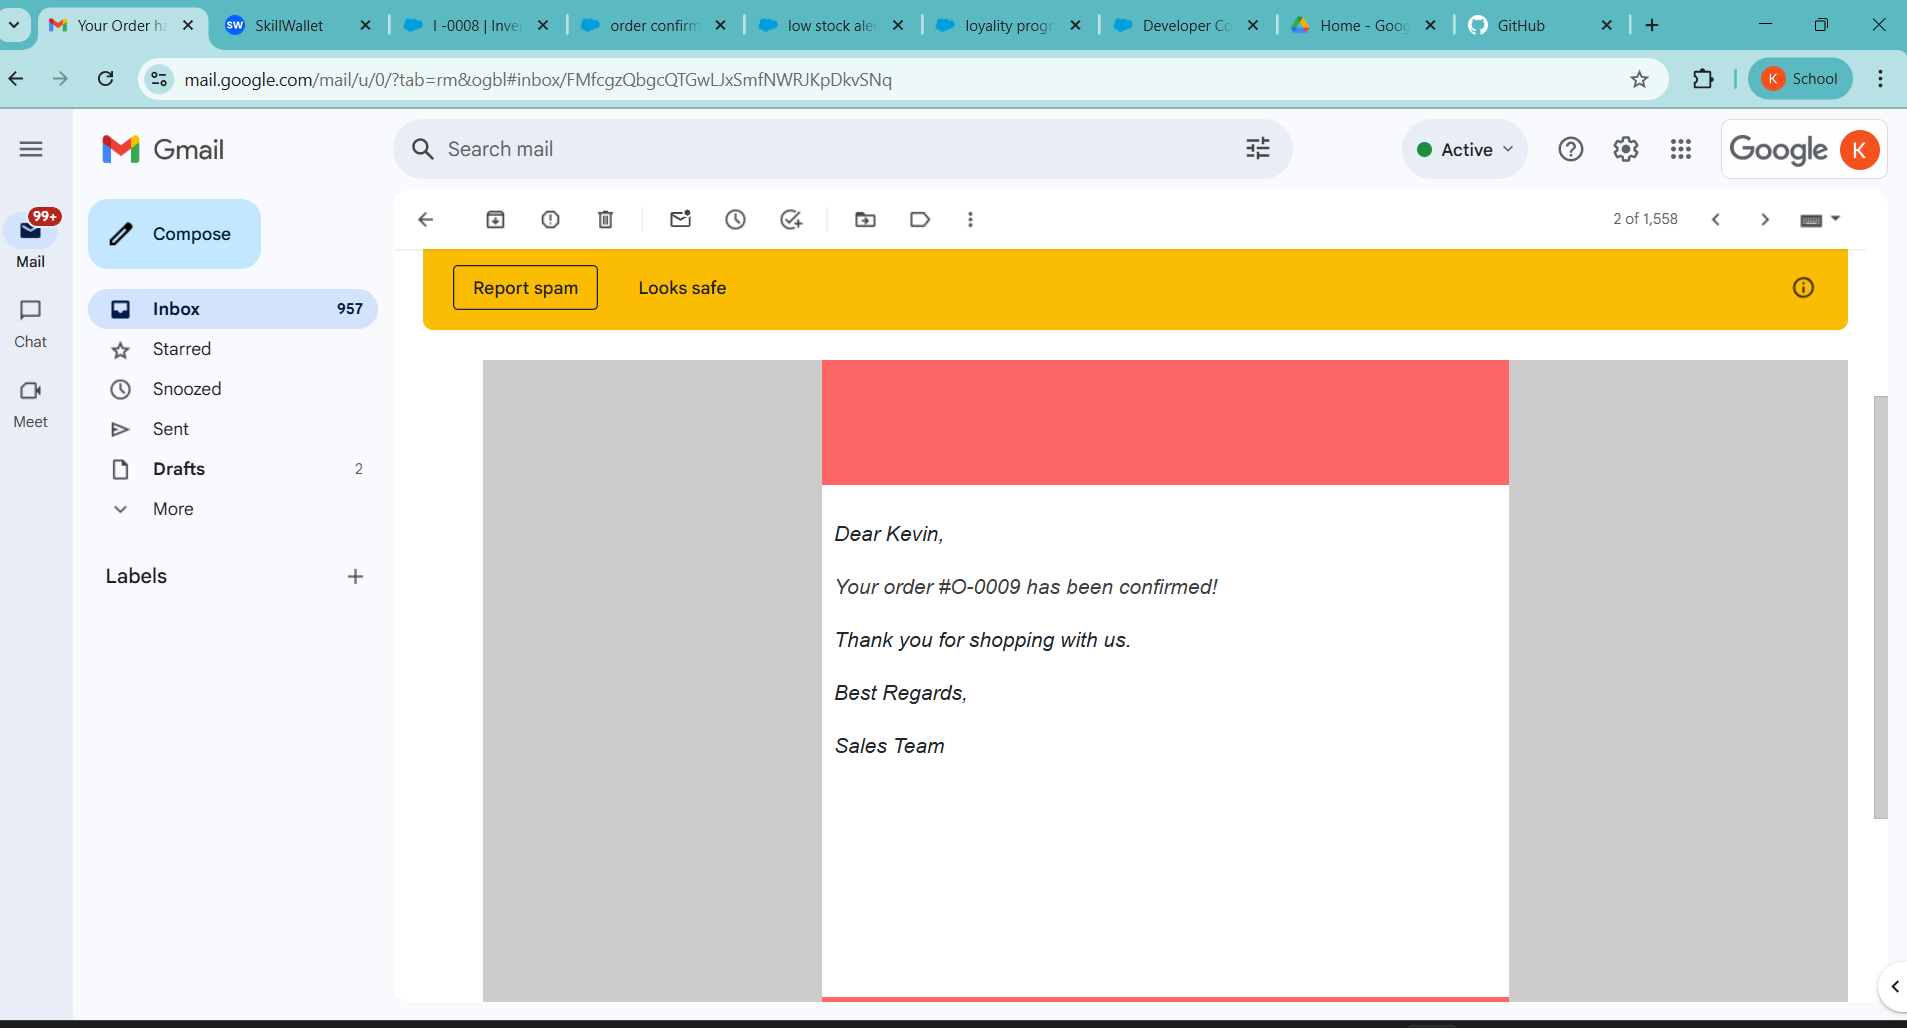 Your Order ha
SkillWallet
I -0008 | Inver
order confirm
low stock aler
loyality progr
Developer Co
Home - Goog
GitHub
mail.google.com/mail/u/0/?tab=rm&ogbl#inbox/FMfcgzQbgcQTGwLJxSmfNWRJKpDkvSNq
K School
Gmail
Search mail
Active
Google K
99+
Mail
Chat
Meet
Compose
Inbox 957
Starred
Snoozed
Sent
Drafts 2
More
Labels
2 of 1,558
Report spam
Looks safe
Dear Kevin,
Your order #O-0009 has been confirmed!
Thank you for shopping with us.
Best Regards,
Sales Team